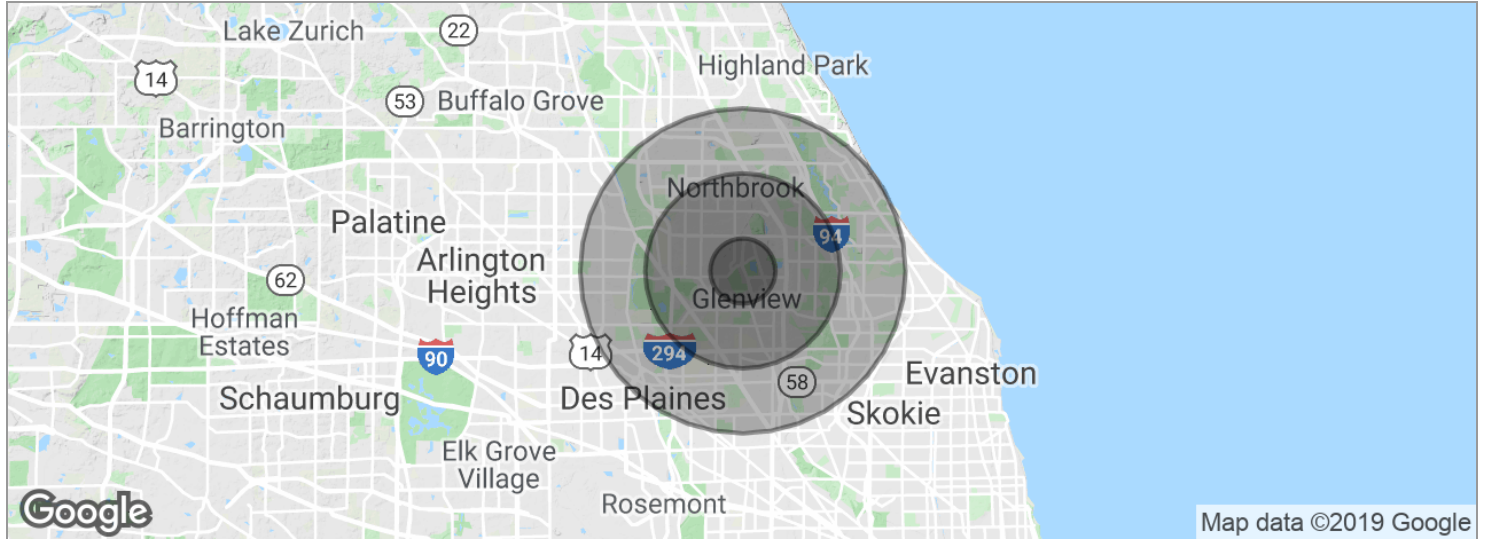 Lake Zurich
22
Highland Park
14
53
Buffalo Grove
Barrington
Northbrook
Palatine
94
Arlington
Heights
62
Glenview
Hoffman
Estates
90
14
294
58
Evanston
Schaumburg
Des Plaines
Skokie
Elk Grove
Village
Rosemont
Google
Map data ©2019 Google